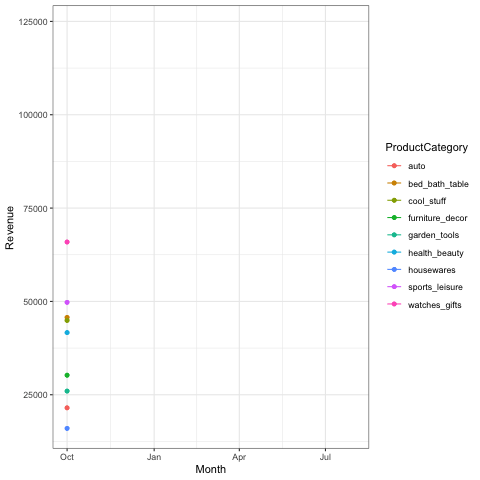 125000
100000
75000
50000
25000
Revenue
Oct
Jan
Apr
Jul
Month
ProductCategory
auto
bed_bath_table
cool_stuff
furniture_decor
garden_tools
health_beauty
housewares
sports_leisure
watches_gifts